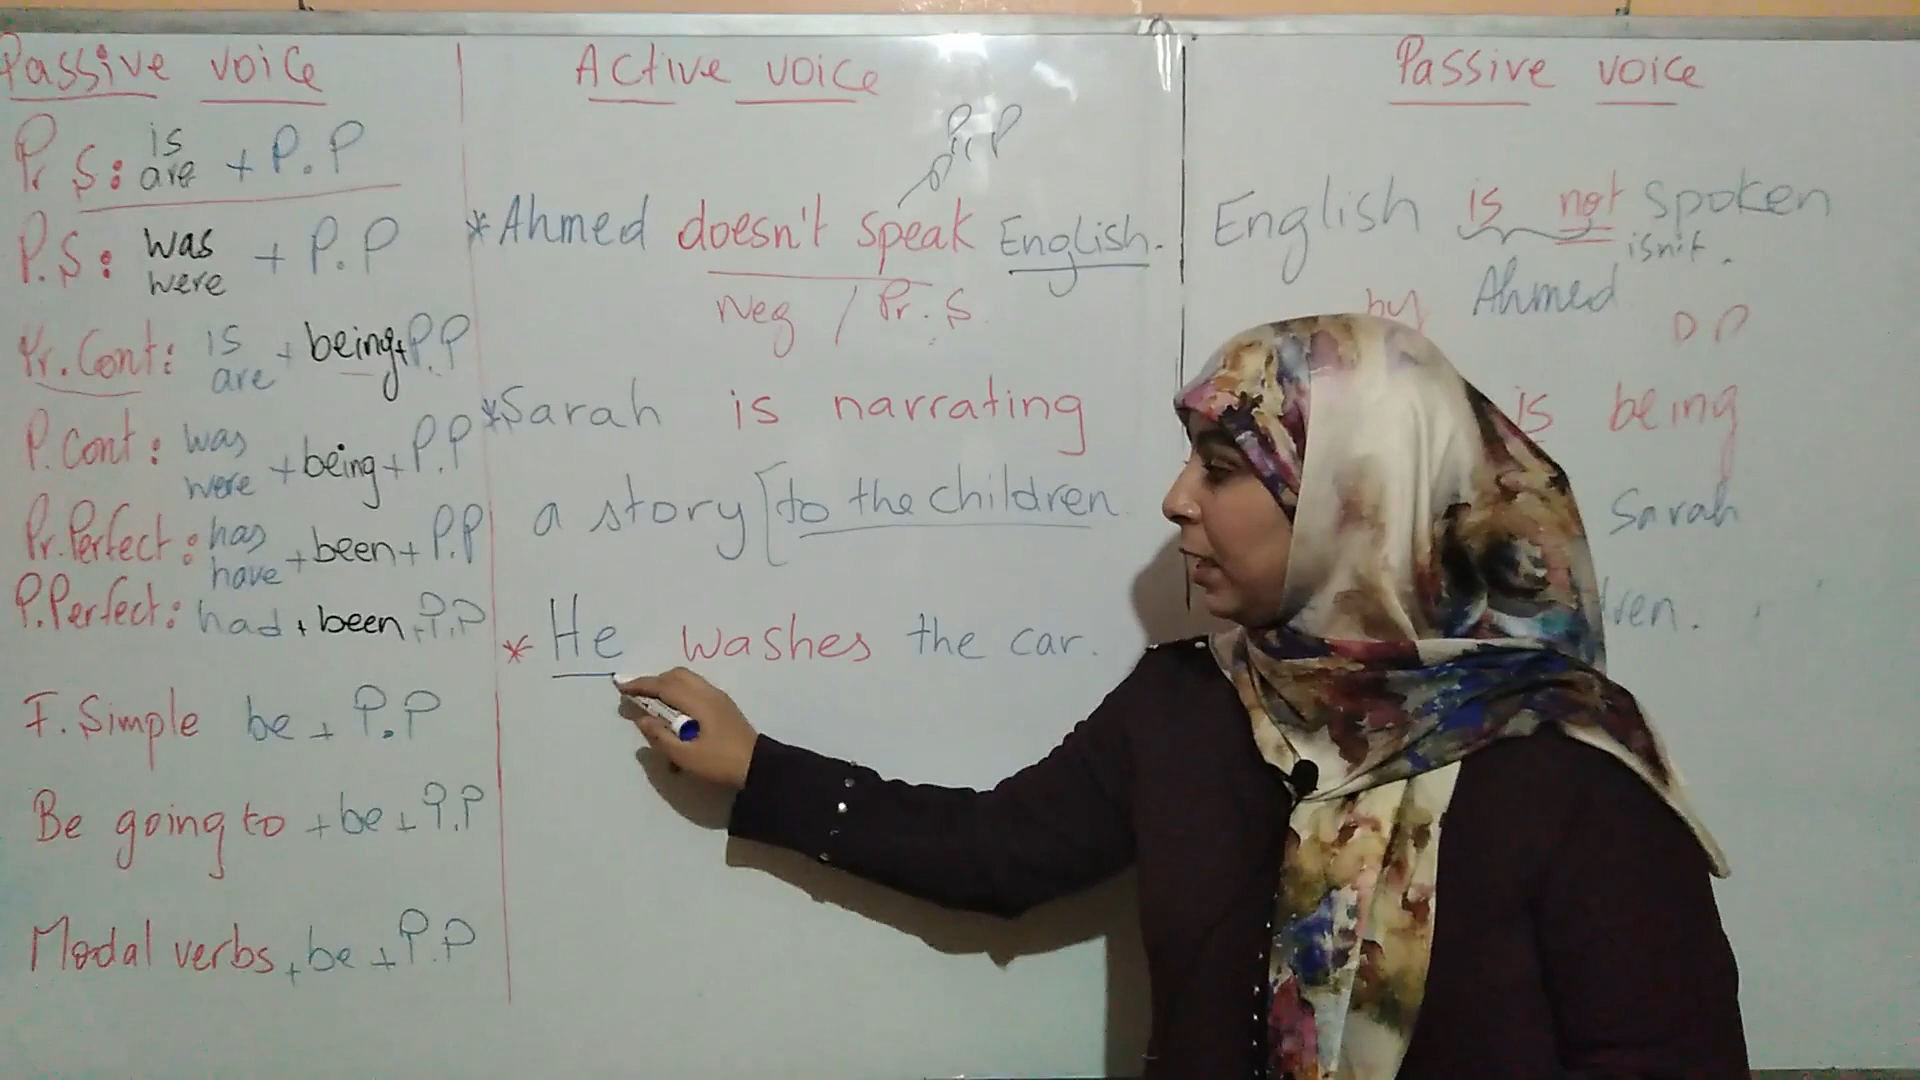 Passive voice
Pr S: is
are + P.P
P.S: was
were + P.P
Pr.Cont: is
are + being+P.P
P.Cont: was
were +being+P.P
Pr.Perfect: has
have +been+P.P
P.Perfect: had +been+P.P
F.Simple be + P.P
Be going to +be+P.P
Modal verbs +be+P.P
Active voice
P.P
*Ahmed doesn't speak English.
Neg / Pr.S
*Sarah is narrating
a story [to the children
* He washes the car.
Passive voice
English is not spoken
isn't.
by Ahmed
is being
Sarah